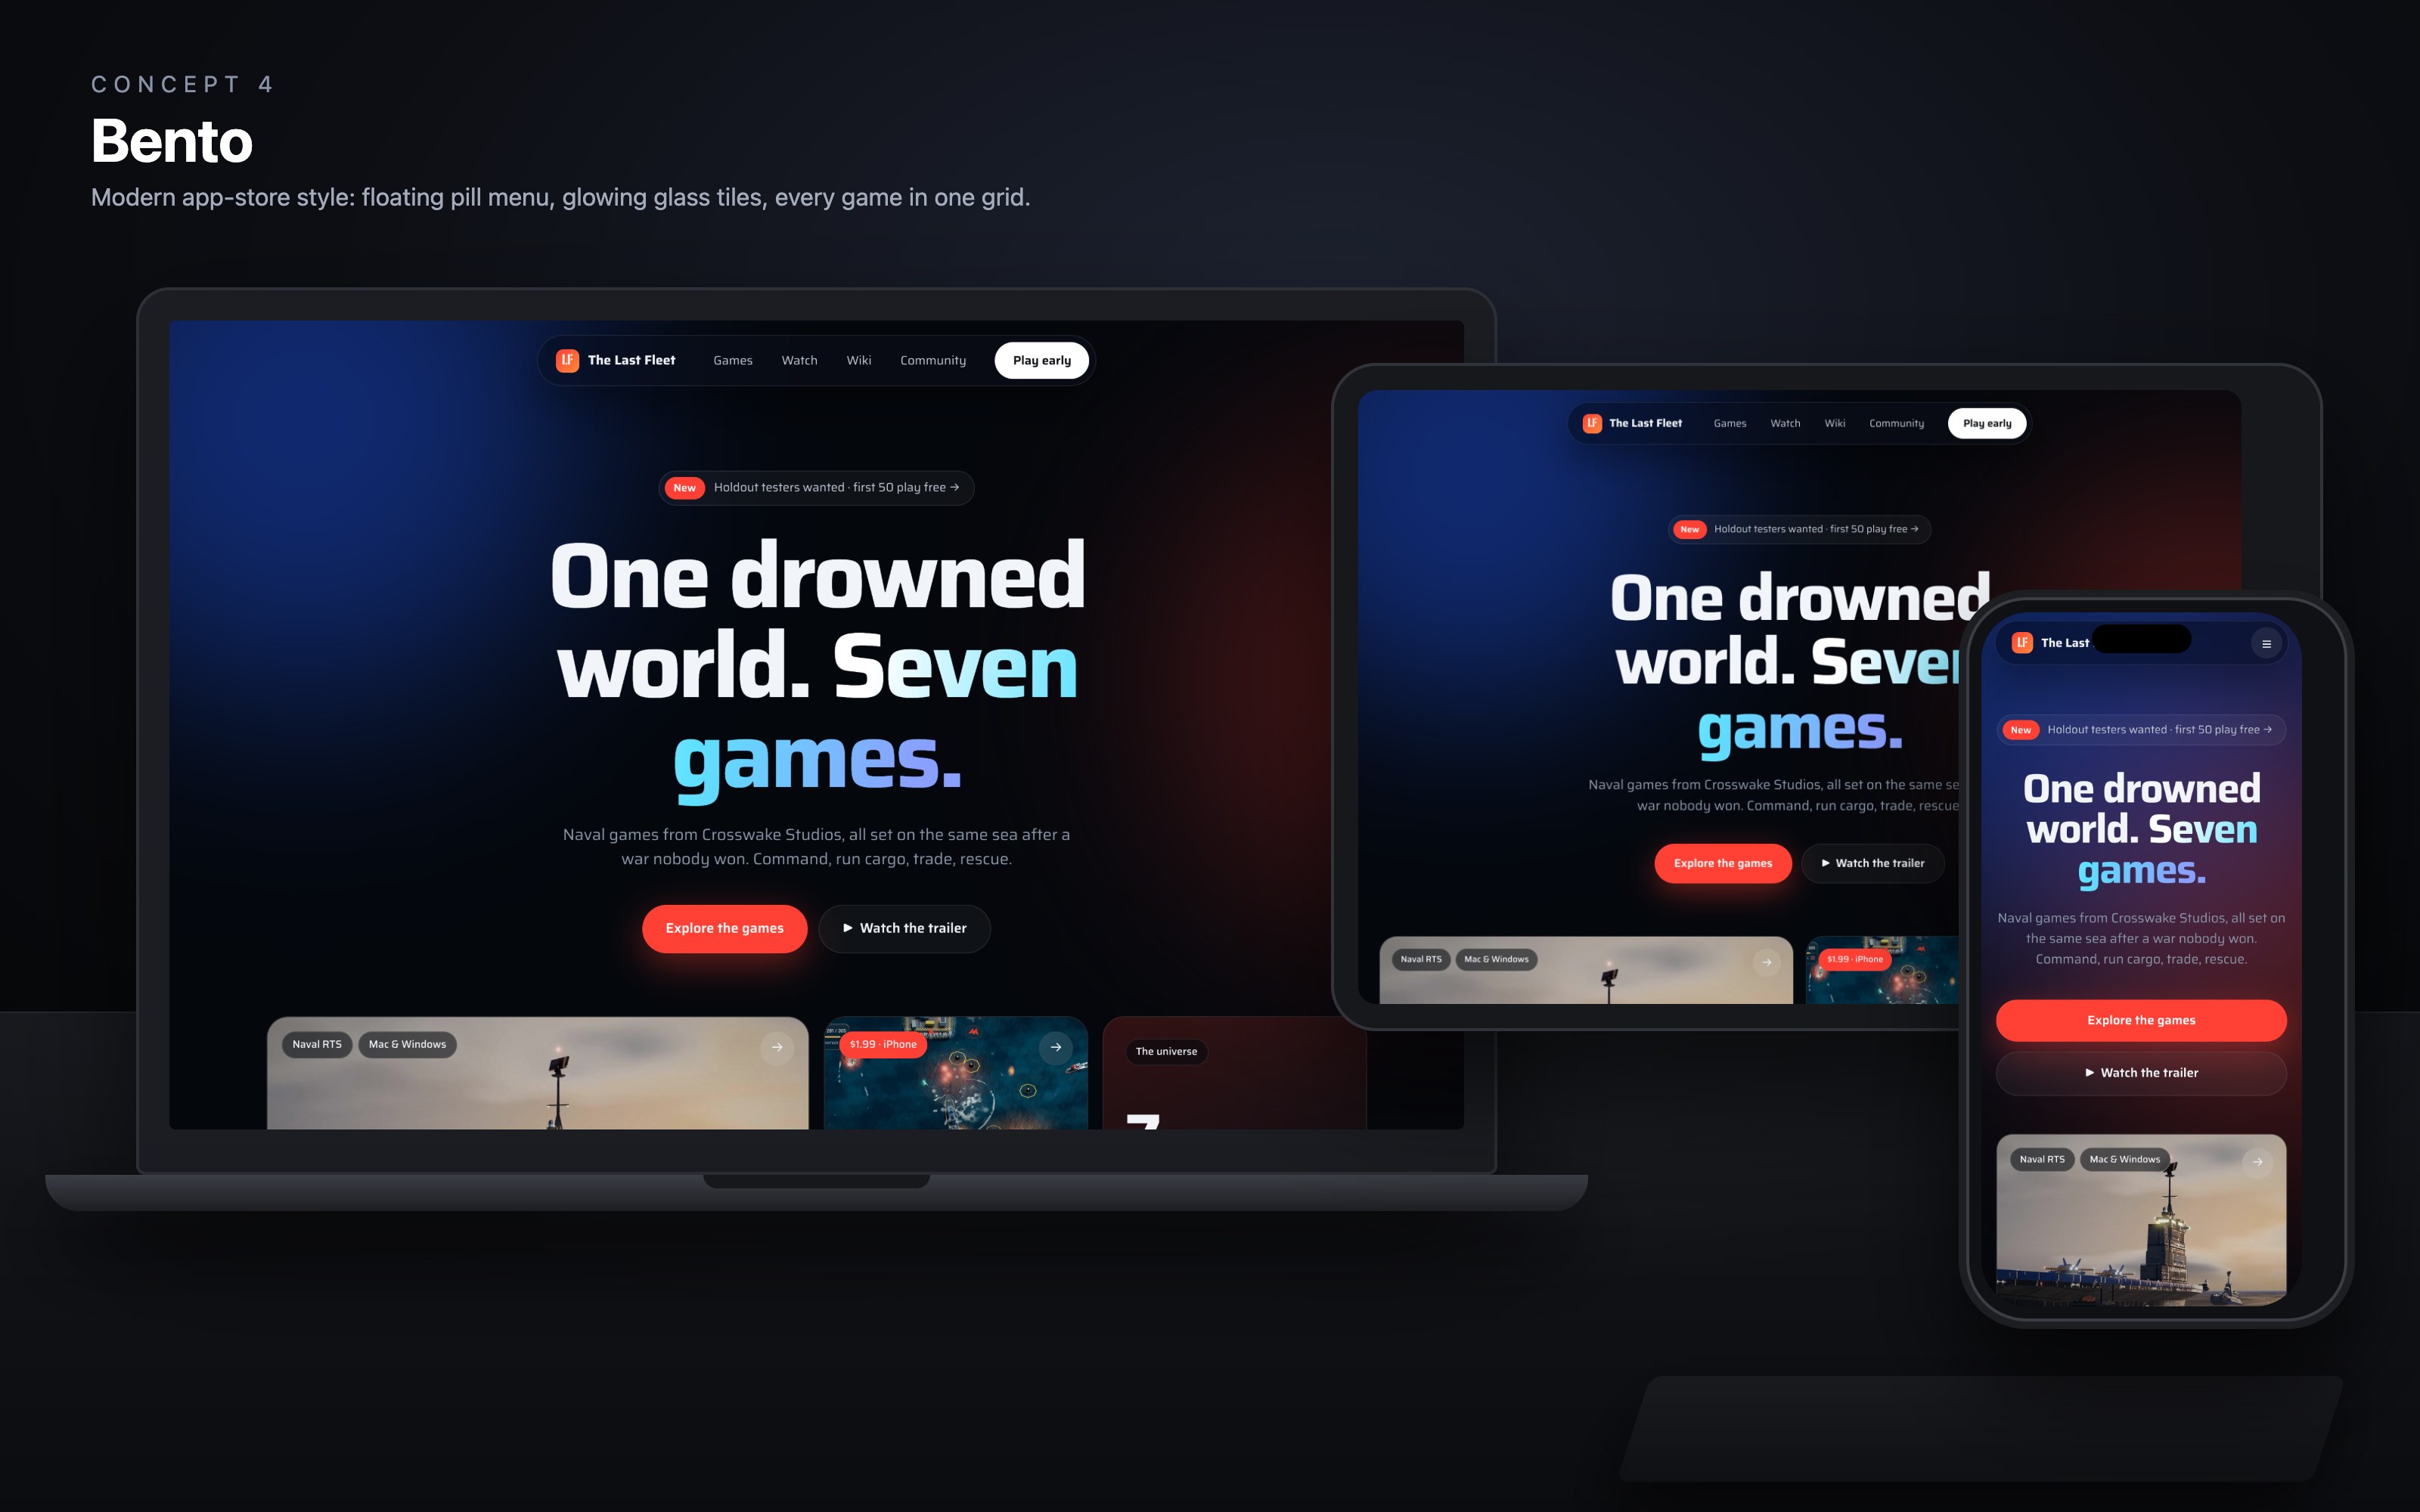 CONCEPT 4
Bento
Modern app-store style: floating pill menu, glowing glass tiles, every game in one grid.
LF The Last Fleet Games Watch Wiki Community Play early
New Holdout testers wanted · first 50 play free →
One drowned
world. Seven
games.
Naval games from Crosswake Studios, all set on the same sea after a
war nobody won. Command, run cargo, trade, rescue.
Explore the games ▶ Watch the trailer
Naval RTS Mac & Windows →
$1.99 · iPhone →
The universe
7
LF The Last Fleet Games Watch Wiki Community Play early
New Holdout testers wanted · first 50 play free →
One drowned
world. Seven
games.
Naval games from Crosswake Studios, all set on the same se
war nobody won. Command, run cargo, trade, rescue
Explore the games ▶ Watch the trailer
Naval RTS Mac & Windows →
$1.99 · iPhone
LF The Last ≡
New Holdout testers wanted · first 50 play free →
One drowned
world. Seven
games.
Naval games from Crosswake Studios, all set on
the same sea after a war nobody won.
Command, run cargo, trade, rescue.
Explore the games
▶ Watch the trailer
Naval RTS Mac & Windows →